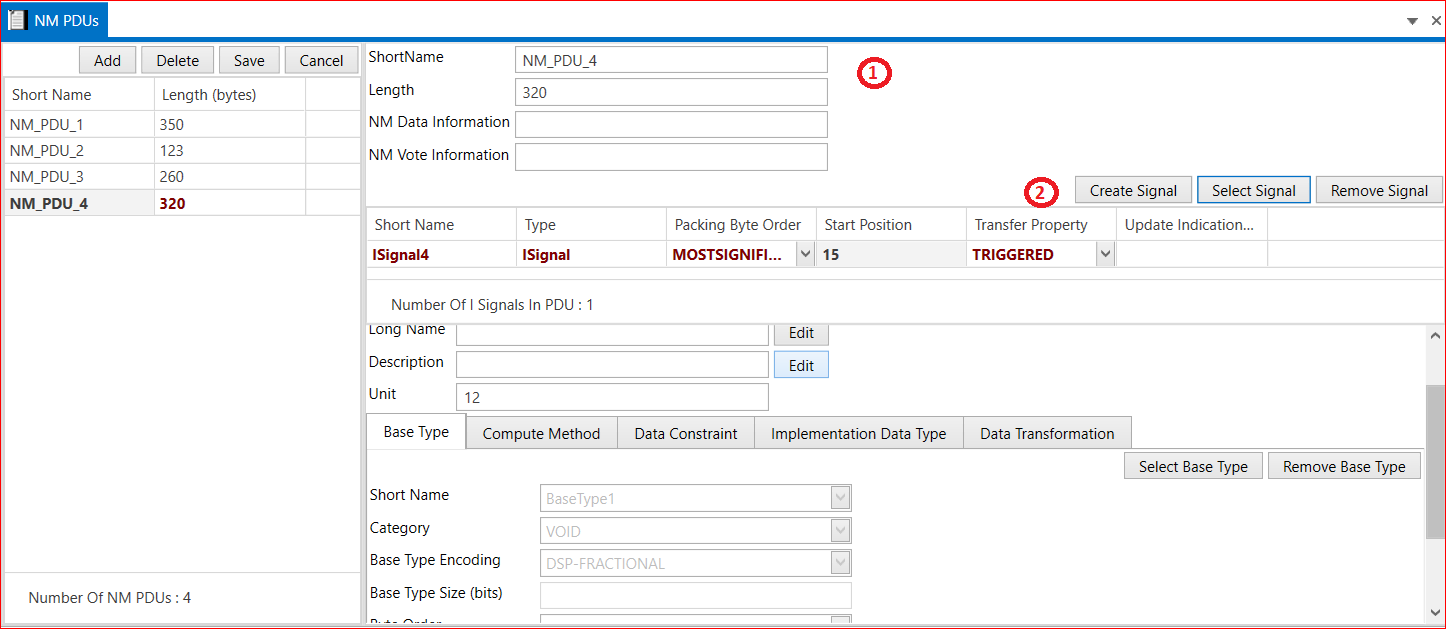 NM PDUs
Add Delete Save Cancel
Short Name Length (bytes)
NM_PDU_1 350
NM_PDU_2 123
NM_PDU_3 260
NM_PDU_4 320
Number Of NM PDUs : 4
ShortName NM_PDU_4
1
Length 320
NM Data Information
NM Vote Information
2
Create Signal Select Signal Remove Signal
Short Name Type Packing Byte Order Start Position Transfer Property Update Indication...
ISignal4 ISignal MOSTSIGNIFI... 15 TRIGGERED
Number Of I Signals In PDU : 1
Long Name Edit
Description Edit
Unit 12
Base Type Compute Method Data Constraint Implementation Data Type Data Transformation
Select Base Type Remove Base Type
Short Name BaseType1
Category VOID
Base Type Encoding DSP-FRACTIONAL
Base Type Size (bits)
Byte Order